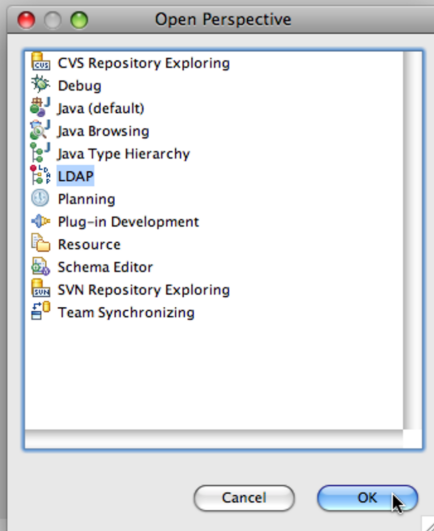 Open Perspective
CVS Repository Exploring
Debug
Java (default)
Java Browsing
Java Type Hierarchy
LDAP
Planning
Plug-in Development
Resource
Schema Editor
SVN Repository Exploring
Team Synchronizing
Cancel OK